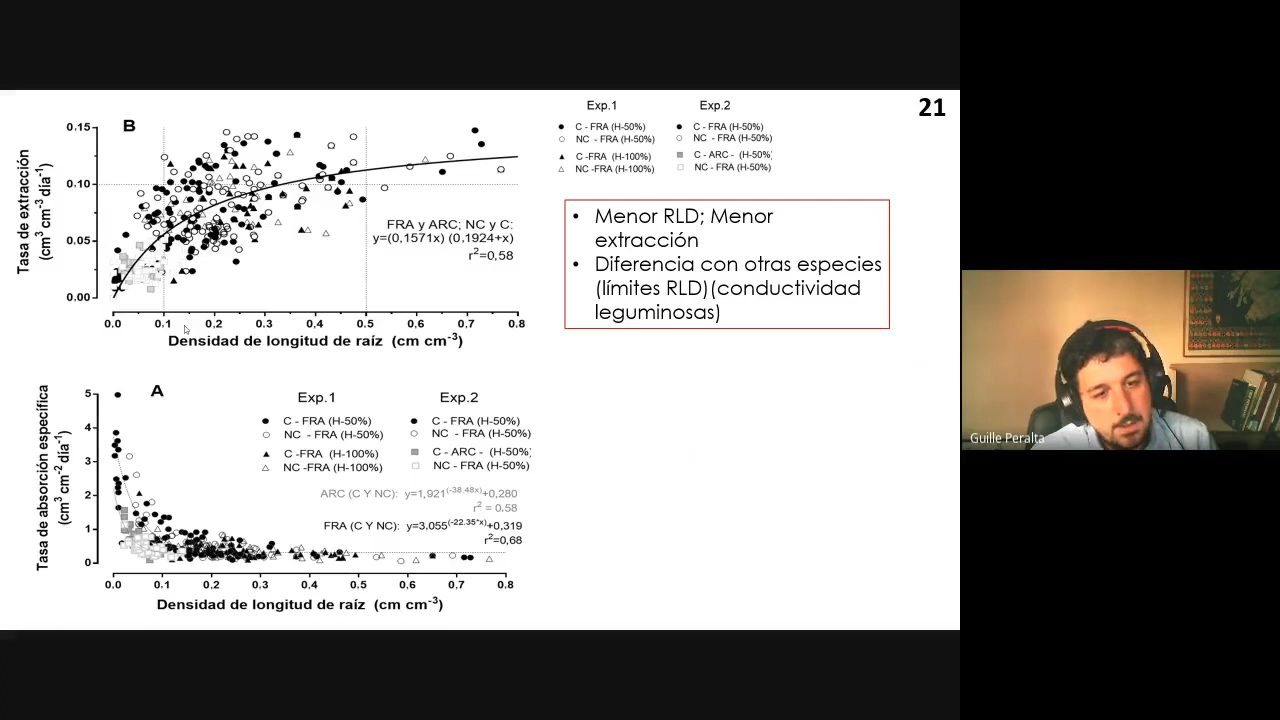 21
B
Exp.1
Exp.2
C - FRA (H-50%)
NC - FRA (H-50%)
C -FRA (H-100%)
NC -FRA (H-100%)
C - FRA (H-50%)
NC - FRA (H-50%)
C - ARC - (H-50%
NC - FRA (H-50%)
Tasa de extracción
(cm³ cm⁻³ día⁻¹)
0.15
0.10
0.05
0.00
FRA y ARC; NC y C:
y=(0,1571x) (0,1924+x)
r²=0,58
0.0 0.1 0.2 0.3 0.4 0.5 0.6 0.7 0.8
Densidad de longitud de raíz (cm cm⁻³)
• Menor RLD; Menor
extracción
• Diferencia con otras especies
(límites RLD)(conductividad
leguminosas)
Guille Peralta
A
Exp.1
Exp.2
C - FRA (H-50%)
NC - FRA (H-50%)
C -FRA (H-100%)
NC -FRA (H-100%)
C - FRA (H-50%)
NC - FRA (H-50%)
C - ARC - (H-50%
NC - FRA (H-50%)
Tasa de absorción específica
(cm³ cm⁻² día⁻¹)
5
4
3
2
1
0
ARC (C Y NC): y=1,921^(-38.48x)+0,280
r² = 0.58
FRA (C Y NC): y=3,055^(-22.35*x)+0,319
r²=0,68
0.0 0.1 0.2 0.3 0.4 0.5 0.6 0.7 0.8
Densidad de longitud de raíz (cm cm⁻³)